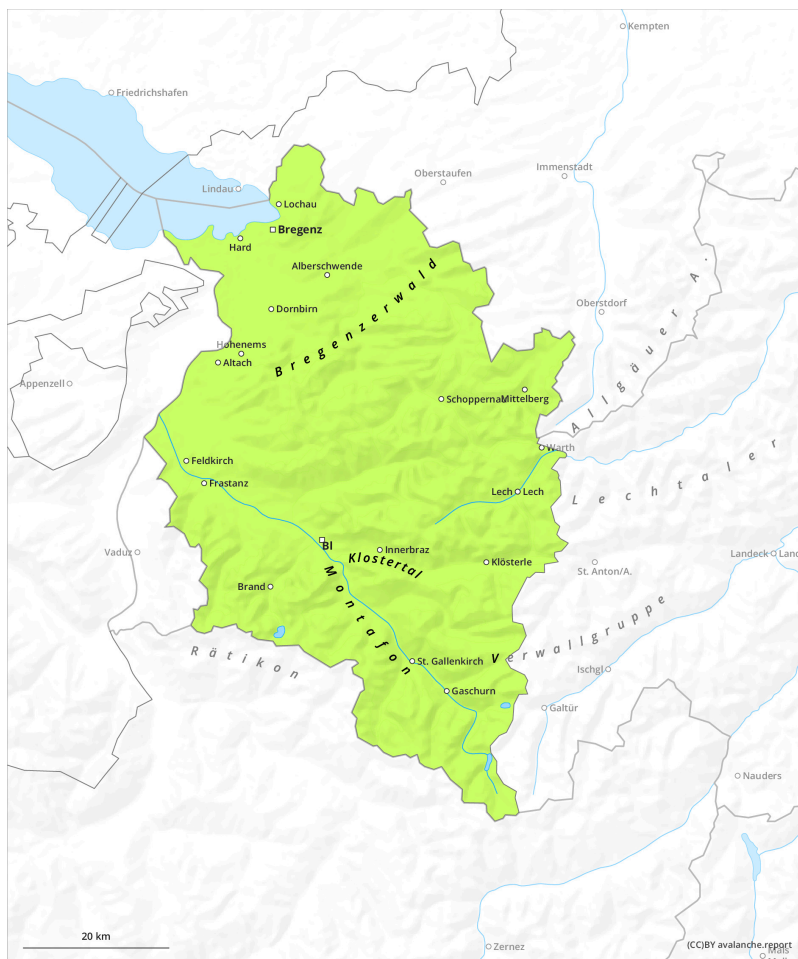 Kempten
Friedrichshafen
Oberstaufen
Immenstadt
Lindau
Lochau
Bregenz
Hard
Alberschwende
Bregenzerwald
Allgäuer A.
Dornbirn
Oberstdorf
Hohenems
Altach
Appenzell
Schoppernau
Mittelberg
Warth
Feldkirch
Frastanz
Lech
Lech
Lechtaler
Bl
Innerbraz
Klostertal
Vaduz
Klösterle
St. Anton/A.
Landeck
Land
Brand
Montafon
Rätikon
St. Gallenkirch
Verwallgruppe
Ischgl
Gaschurn
Galtür
Nauders
20 km
Zernez
(CC)BY avalanche.report
Mals